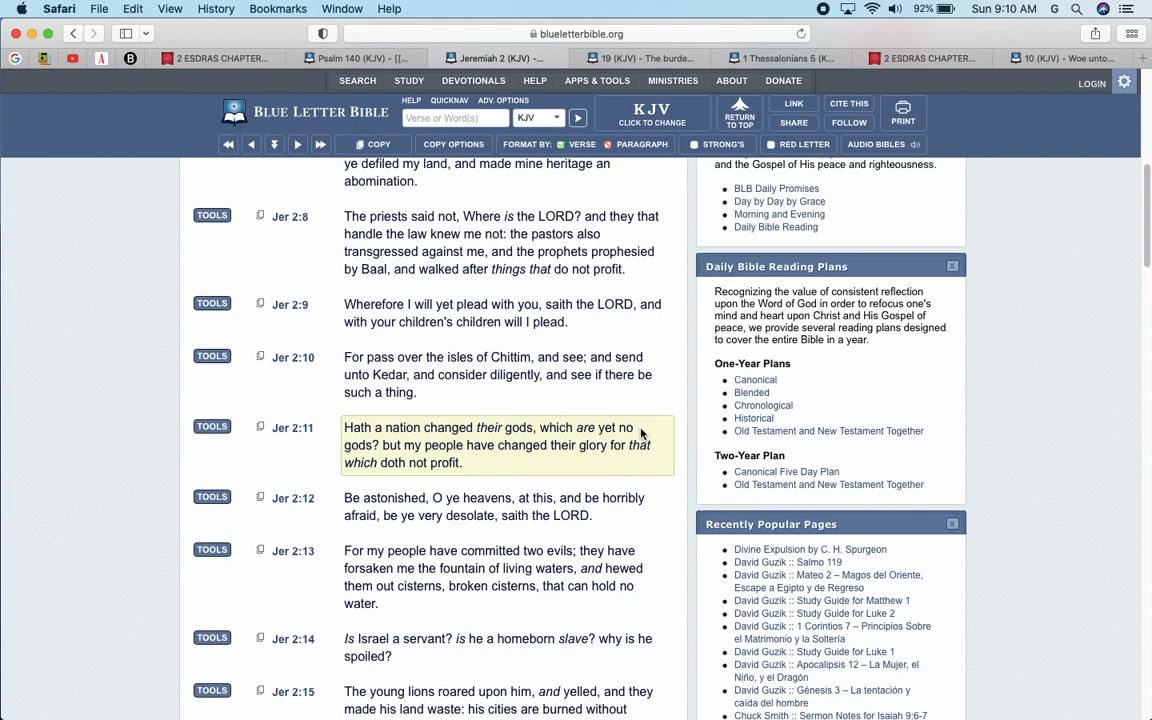 Safari File Edit View History Bookmarks Window Help 92% Sun 9:10 AM G
blueletterbible.org
G A B 2 ESDRAS CHAPTER... Psalm 140 (KJV) - [[... Jeremiah 2 (KJV) -... 19 (KJV) - The burde... 1 Thessalonians 5 (K... 2 ESDRAS CHAPTER... 10 (KJV) - Woe unto...
SEARCH STUDY DEVOTIONALS HELP APPS & TOOLS MINISTRIES ABOUT DONATE LOGIN
BLUE LETTER BIBLE
HELP QUICKNAV ADV. OPTIONS
Verse or Word(s) KJV
KJV
CLICK TO CHANGE
RETURN
TO TOP
LINK CITE THIS
SHARE FOLLOW
PRINT
COPY COPY OPTIONS FORMAT BY: VERSE PARAGRAPH STRONG'S RED LETTER AUDIO BIBLES
ye defiled my land, and made mine heritage an
abomination.
TOOLS Jer 2:8 The priests said not, Where is the LORD? and they that
handle the law knew me not: the pastors also
transgressed against me, and the prophets prophesied
by Baal, and walked after things that do not profit.
TOOLS Jer 2:9 Wherefore I will yet plead with you, saith the LORD, and
with your children's children will I plead.
TOOLS Jer 2:10 For pass over the isles of Chittim, and see; and send
unto Kedar, and consider diligently, and see if there be
such a thing.
TOOLS Jer 2:11 Hath a nation changed their gods, which are yet no
gods? but my people have changed their glory for that
which doth not profit.
TOOLS Jer 2:12 Be astonished, O ye heavens, at this, and be horribly
afraid, be ye very desolate, saith the LORD.
TOOLS Jer 2:13 For my people have committed two evils; they have
forsaken me the fountain of living waters, and hewed
them out cisterns, broken cisterns, that can hold no
water.
TOOLS Jer 2:14 Is Israel a servant? is he a homeborn slave? why is he
spoiled?
TOOLS Jer 2:15 The young lions roared upon him, and yelled, and they
made his land waste: his cities are burned without
and the Gospel of His peace and righteousness.
BLB Daily Promises
Day by Day by Grace
Morning and Evening
Daily Bible Reading
Daily Bible Reading Plans
Recognizing the value of consistent reflection
upon the Word of God in order to refocus one's
mind and heart upon Christ and His Gospel of
peace, we provide several reading plans designed
to cover the entire Bible in a year.
One-Year Plans
Canonical
Blended
Chronological
Historical
Old Testament and New Testament Together
Two-Year Plan
Canonical Five Day Plan
Old Testament and New Testament Together
Recently Popular Pages
Divine Expulsion by C. H. Spurgeon
David Guzik :: Salmo 119
David Guzik :: Mateo 2 – Magos del Oriente,
Escape a Egipto y de Regreso
David Guzik :: Study Guide for Matthew 1
David Guzik :: Study Guide for Luke 2
David Guzik :: 1 Corintios 7 – Principios Sobre
el Matrimonio y la Soltería
David Guzik :: Study Guide for Luke 1
David Guzik :: Apocalipsis 12 – La Mujer, el
Niño, y el Dragón
David Guzik :: Génesis 3 – La tentación y
caída del hombre
Chuck Smith :: Sermon Notes for Isaiah 9:6-7